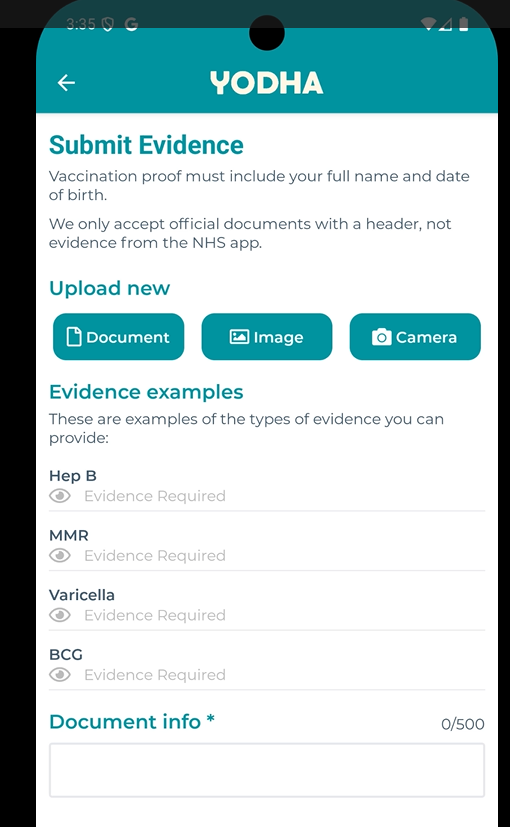 3:35
YODHA
Submit Evidence
Vaccination proof must include your full name and date
of birth.
We only accept official documents with a header, not
evidence from the NHS app.
Upload new
Document Image Camera
Evidence examples
These are examples of the types of evidence you can
provide:
Hep B
Evidence Required
MMR
Evidence Required
Varicella
Evidence Required
BCG
Evidence Required
Document info * 0/500